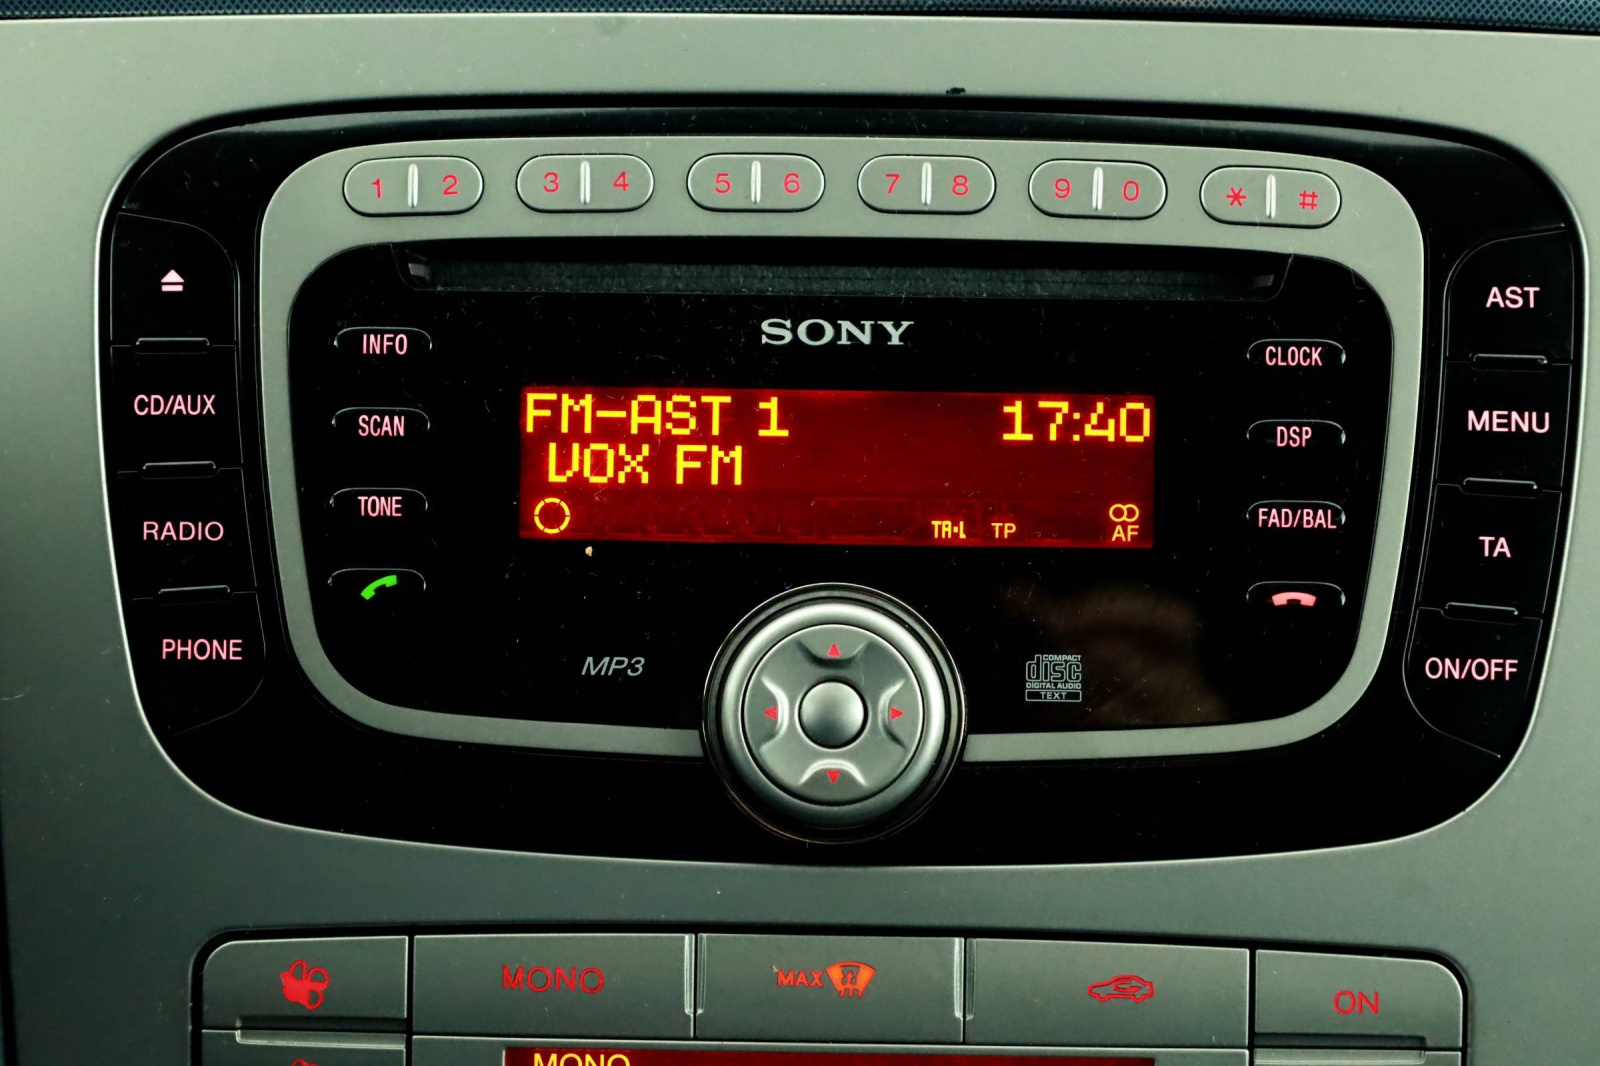 1 2 3 4 5 6 7 8 9 0 * #
SONY
INFO
SCAN
TONE
CD/AUX
RADIO
PHONE
FM-AST 1 17:40
VOX FM
TA-L TP AF
CLOCK
DSP
FAD/BAL
AST
MENU
TA
ON/OFF
MP3
COMPACT
disc
DIGITAL AUDIO
TEXT
MONO MAX ON
MONO